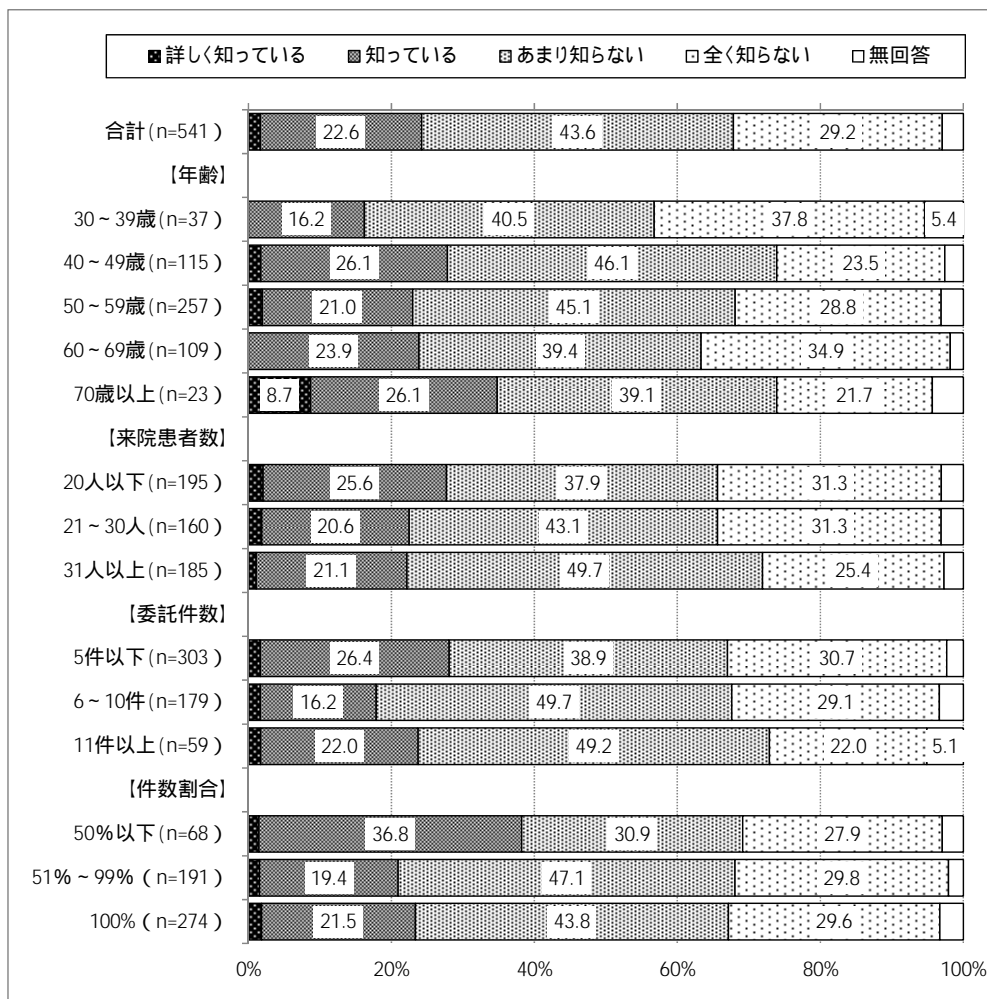 ■詳しく知っている ■知っている ■あまり知らない □全く知らない □無回答
合計(n=541) 22.6 43.6 29.2
【年齢】
30～39歳(n=37) 16.2 40.5 37.8 5.4
40～49歳(n=115) 26.1 46.1 23.5
50～59歳(n=257) 21.0 45.1 28.8
60～69歳(n=109) 23.9 39.4 34.9
70歳以上(n=23) 8.7 26.1 39.1 21.7
【来院患者数】
20人以下(n=195) 25.6 37.9 31.3
21～30人(n=160) 20.6 43.1 31.3
31人以上(n=185) 21.1 49.7 25.4
【委託件数】
5件以下(n=303) 26.4 38.9 30.7
6～10件(n=179) 16.2 49.7 29.1
11件以上(n=59) 22.0 49.2 22.0 5.1
【件数割合】
50%以下(n=68) 36.8 30.9 27.9
51%～99%（n=191) 19.4 47.1 29.8
100%（n=274) 21.5 43.8 29.6
0% 20% 40% 60% 80% 100%